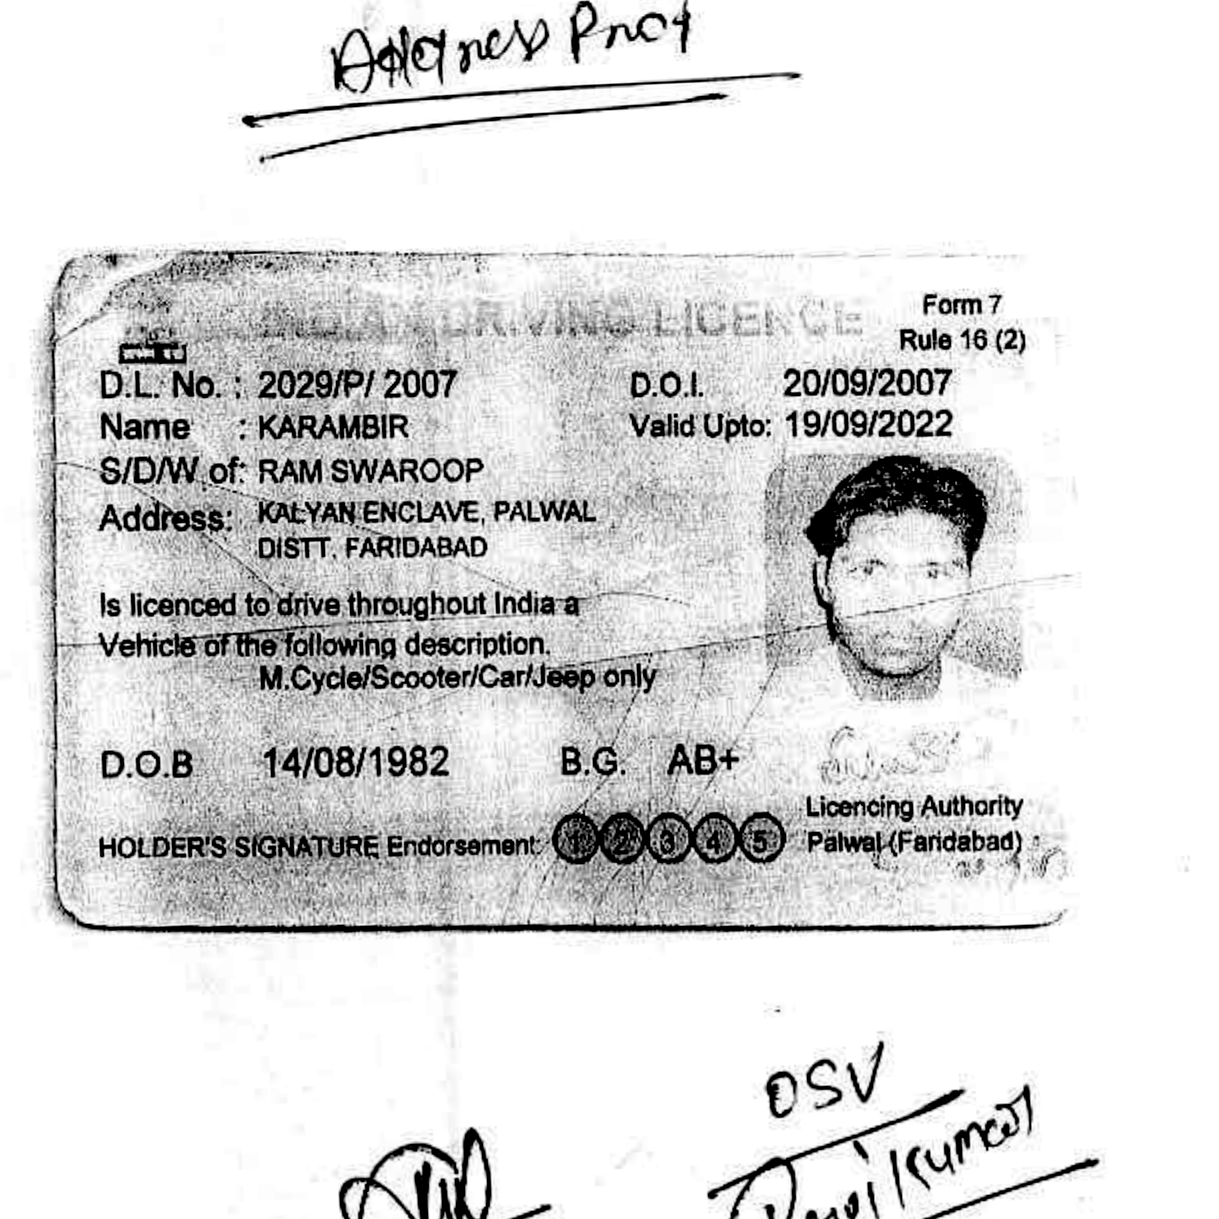 Address Proof
INDIAN DRIVING LICENCE
Form 7
Rule 16 (2)
D.L. No. : 2029/P/ 2007 D.O.I. 20/09/2007
Name : KARAMBIR Valid Upto: 19/09/2022
S/D/W of: RAM SWAROOP
Address: KALYAN ENCLAVE, PALWAL
DISTT. FARIDABAD
Is licenced to drive throughout India a
Vehicle of the following description.
M.Cycle/Scooter/Car/Jeep only
D.O.B 14/08/1982 B.G. AB+
Licencing Authority
HOLDER'S SIGNATURE Endorsement: 1 2 3 4 5 Palwal (Faridabad)
OSV
Kumar